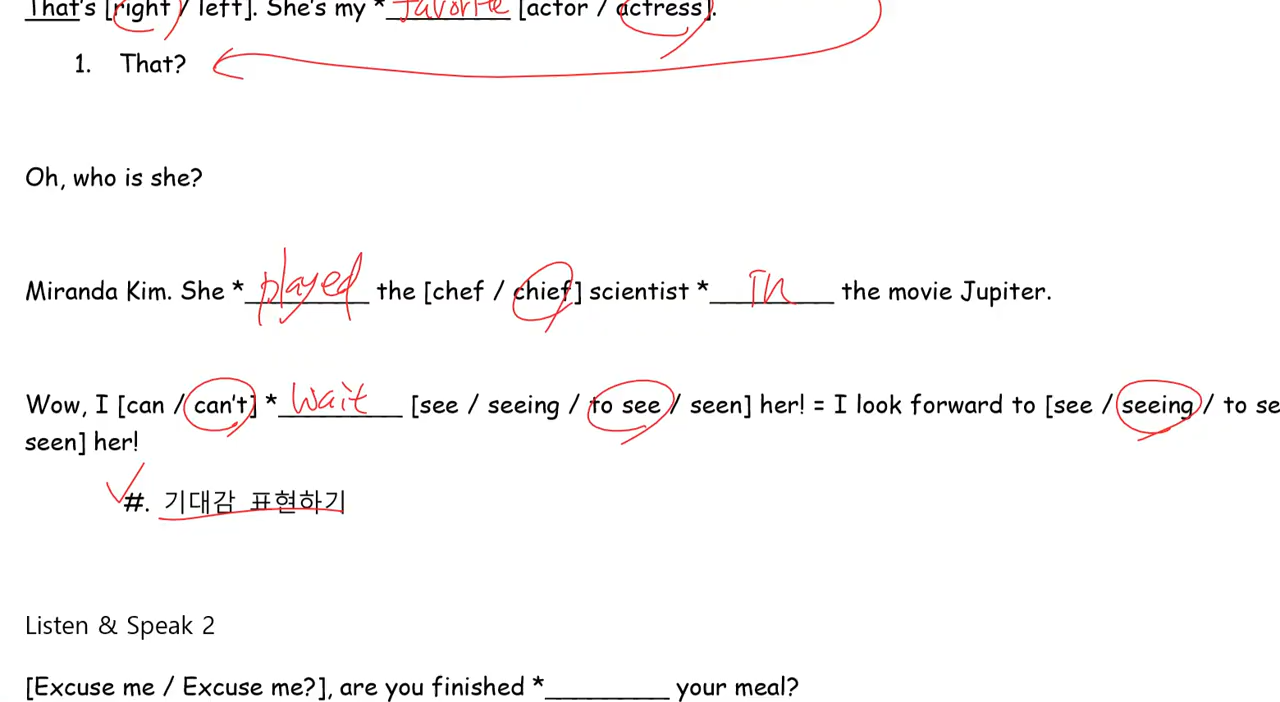 That's [right / left]. She's my *favorite [actor / actress].
1. That?
Oh, who is she?
Miranda Kim. She *played the [chef / chief] scientist *in the movie Jupiter.
Wow, I [can / can't] *wait [see / seeing / to see / seen] her! = I look forward to [see / seeing / to se
seen] her!
#. 기대감 표현하기
Listen & Speak 2
[Excuse me / Excuse me?], are you finished *__________ your meal?